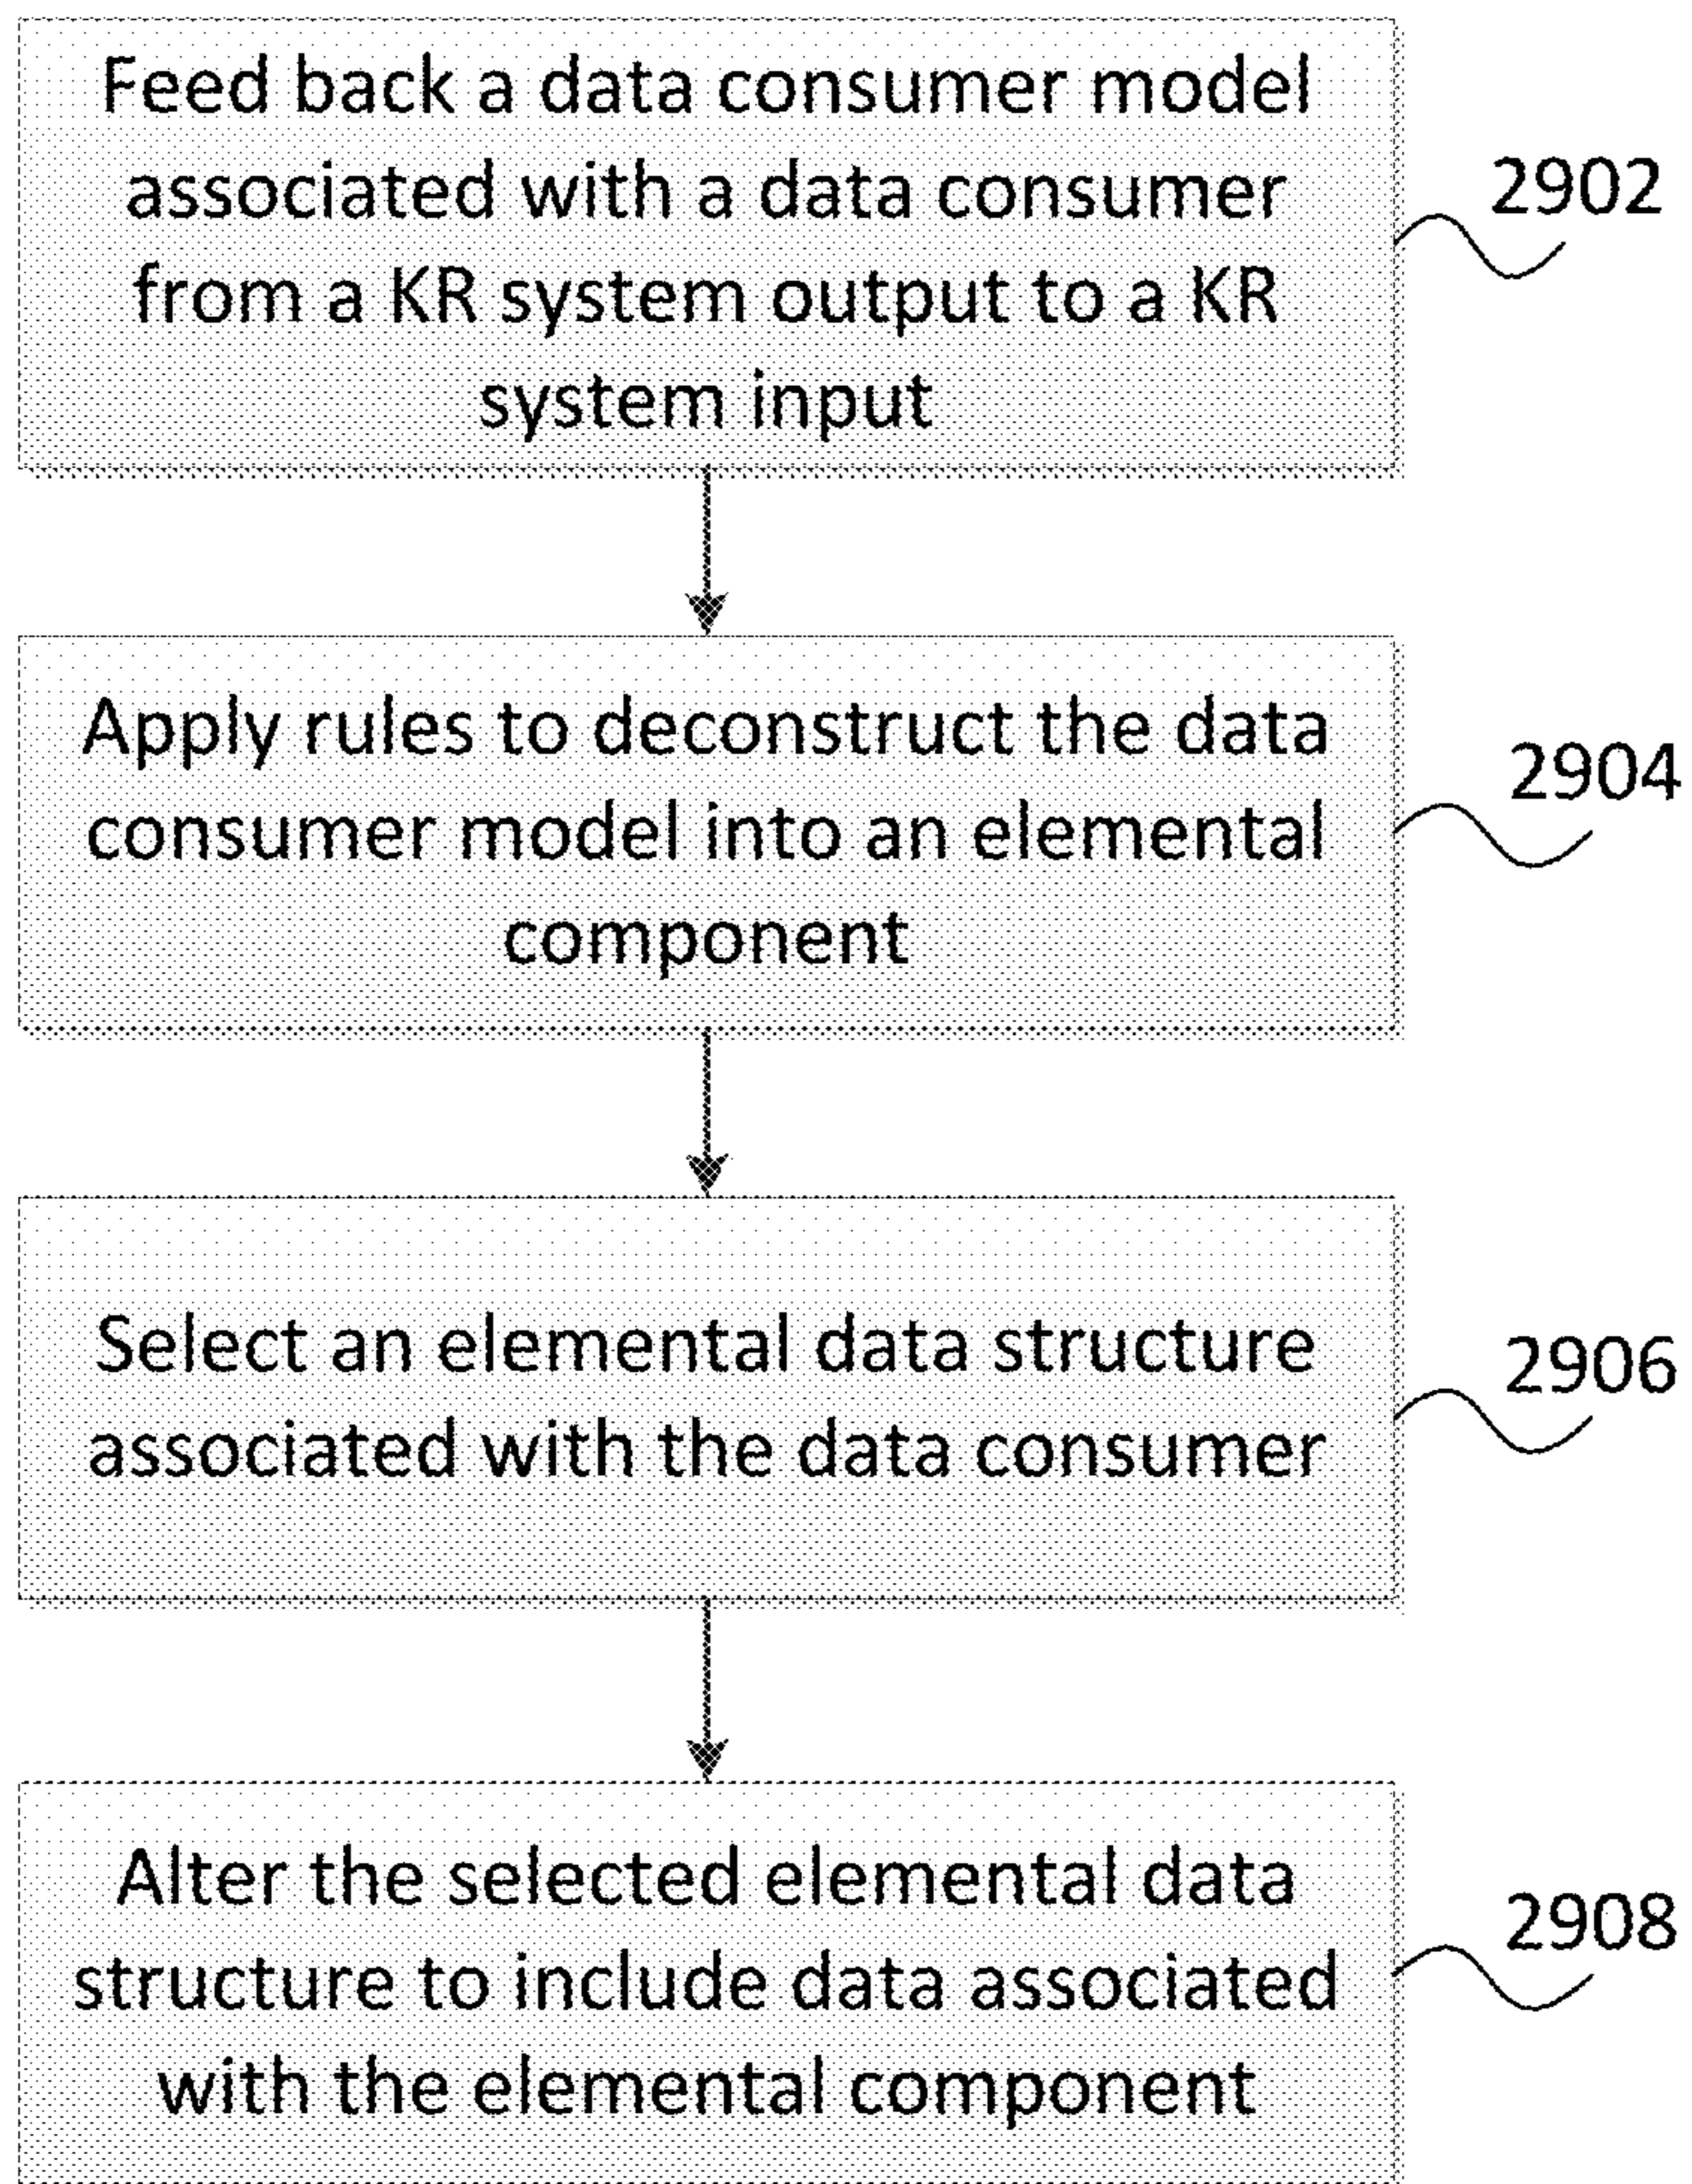 Feed back a data consumer model
associated with a data consumer
from a KR system output to a KR
system input
2902
Apply rules to deconstruct the data
consumer model into an elemental
component
2904
Select an elemental data structure
associated with the data consumer
2906
Alter the selected elemental data
structure to include data associated
with the elemental component
2908